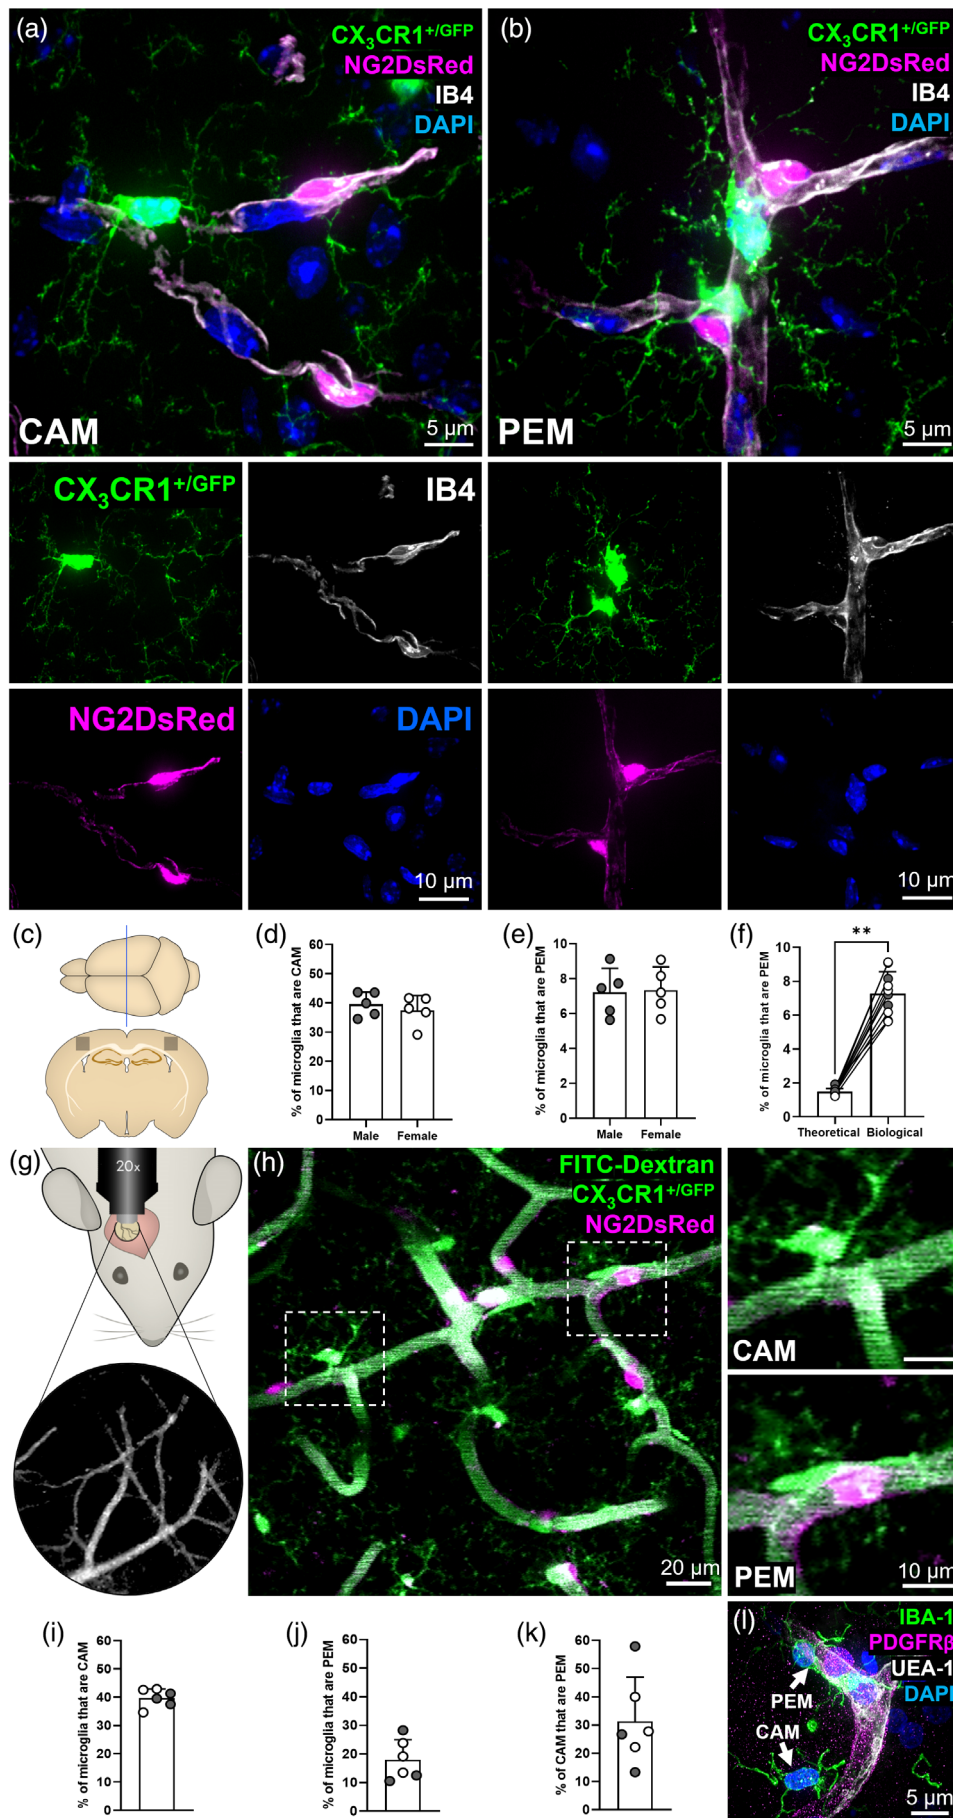 (a)
CX3CR1+/GFP
NG2DsRed
IB4
DAPI
CAM
5 µm
(b)
CX3CR1+/GFP
NG2DsRed
IB4
DAPI
PEM
5 µm
CX3CR1+/GFP
IB4
NG2DsRed
DAPI
10 µm
10 µm
(c)
(d)
% of microglia that are CAM
60
50
40
30
20
10
0
Male Female
(e)
% of microglia that are PEM
10
8
6
4
2
0
Male Female
(f)
**
% of microglia that are PEM
10
8
6
4
2
0
Theoretical Biological
(g)
20x
(h)
FITC-Dextran
CX3CR1+/GFP
NG2DsRed
20 µm
CAM
PEM
10 µm
(i)
% of microglia that are CAM
60
50
40
30
20
10
0
(j)
% of microglia that are PEM
60
50
40
30
20
10
0
(k)
% of CAM that are PEM
60
50
40
30
20
10
0
(l)
IBA-1
PDGFRβ
UEA-1
DAPI
PEM
CAM
5 µm